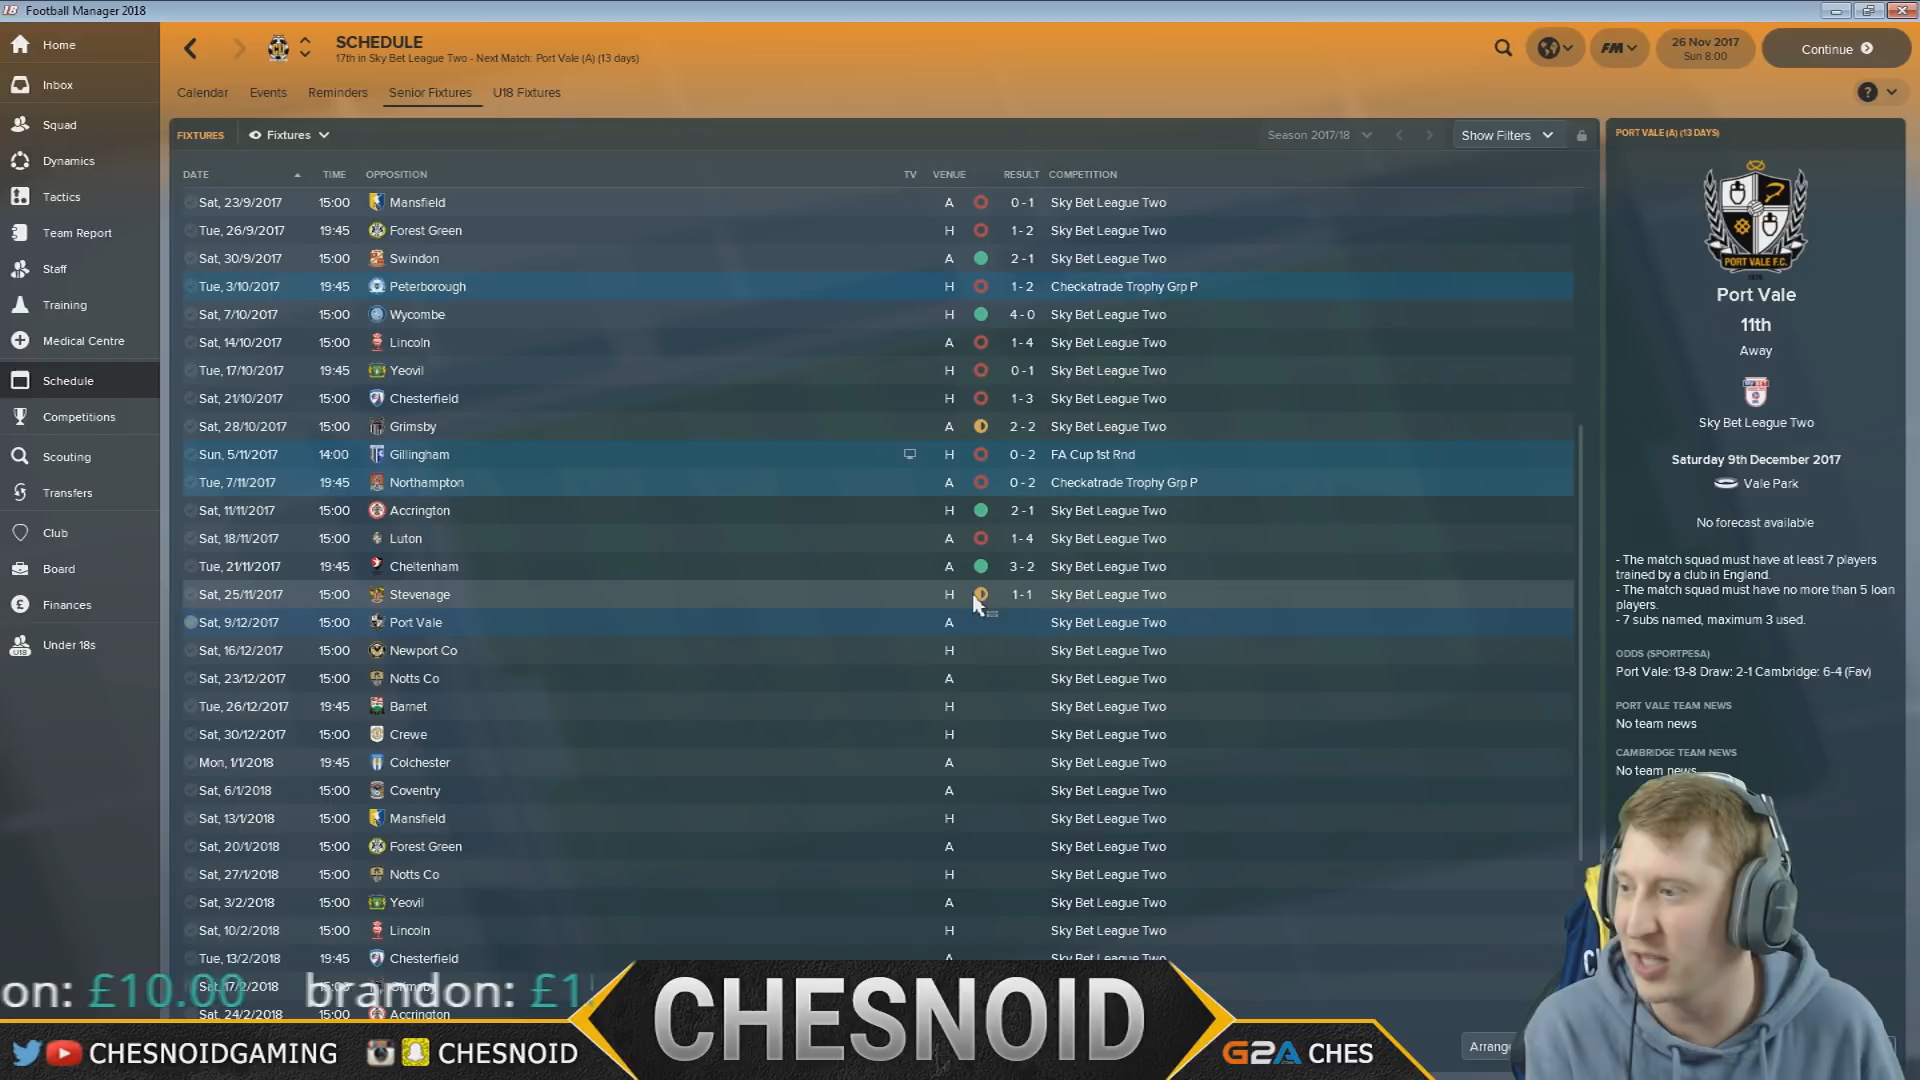 Football Manager 2018
Home
Inbox
Squad
Dynamics
Tactics
Team Report
Staff
Training
Medical Centre
Schedule
Competitions
Scouting
Transfers
Club
Board
Finances
Under 18s
SCHEDULE
17th in Sky Bet League Two - Next Match: Port Vale (A) (13 days)
FM
26 Nov 2017
Sun 8:00
Continue
Calendar Events Reminders Senior Fixtures U18 Fixtures
FIXTURES Fixtures Season 2017/18 Show Filters
DATE TIME OPPOSITION TV VENUE RESULT COMPETITION
Sat, 23/9/2017 15:00 Mansfield A 0 - 1 Sky Bet League Two
Tue, 26/9/2017 19:45 Forest Green H 1 - 2 Sky Bet League Two
Sat, 30/9/2017 15:00 Swindon A 2 - 1 Sky Bet League Two
Tue, 3/10/2017 19:45 Peterborough H 1 - 2 Checkatrade Trophy Grp P
Sat, 7/10/2017 15:00 Wycombe H 4 - 0 Sky Bet League Two
Sat, 14/10/2017 15:00 Lincoln A 1 - 4 Sky Bet League Two
Tue, 17/10/2017 19:45 Yeovil H 0 - 1 Sky Bet League Two
Sat, 21/10/2017 15:00 Chesterfield H 1 - 3 Sky Bet League Two
Sat, 28/10/2017 15:00 Grimsby A 2 - 2 Sky Bet League Two
Sun, 5/11/2017 14:00 Gillingham H 0 - 2 FA Cup 1st Rnd
Tue, 7/11/2017 19:45 Northampton A 0 - 2 Checkatrade Trophy Grp P
Sat, 11/11/2017 15:00 Accrington H 2 - 1 Sky Bet League Two
Sat, 18/11/2017 15:00 Luton A 1 - 4 Sky Bet League Two
Tue, 21/11/2017 19:45 Cheltenham A 3 - 2 Sky Bet League Two
Sat, 25/11/2017 15:00 Stevenage H 1 - 1 Sky Bet League Two
Sat, 9/12/2017 15:00 Port Vale A Sky Bet League Two
Sat, 16/12/2017 15:00 Newport Co H Sky Bet League Two
Sat, 23/12/2017 15:00 Notts Co A Sky Bet League Two
Tue, 26/12/2017 19:45 Barnet H Sky Bet League Two
Sat, 30/12/2017 15:00 Crewe H Sky Bet League Two
Mon, 1/1/2018 19:45 Colchester A Sky Bet League Two
Sat, 6/1/2018 15:00 Coventry A Sky Bet League Two
Sat, 13/1/2018 15:00 Mansfield H Sky Bet League Two
Sat, 20/1/2018 15:00 Forest Green A Sky Bet League Two
Sat, 27/1/2018 15:00 Notts Co H Sky Bet League Two
Sat, 3/2/2018 15:00 Yeovil A Sky Bet League Two
Sat, 10/2/2018 15:00 Lincoln H Sky Bet League Two
Tue, 13/2/2018 19:45 Chesterfield A Sky Bet League Two
Sat, 17/2/2018 15:00 Grimsby
Sat, 24/2/2018 15:00 Accrington
PORT VALE (A) (13 DAYS)
PORT VALE F.C.
Port Vale
11th
Away
Sky Bet League Two
Saturday 9th December 2017
Vale Park
No forecast available
- The match squad must have at least 7 players
trained by a club in England.
- The match squad must have no more than 5 loan
players.
- 7 subs named, maximum 3 used.
ODDS (SPORTPESA)
Port Vale: 13-8 Draw: 2-1 Cambridge: 6-4 (Fav)
PORT VALE TEAM NEWS
No team news
CAMBRIDGE TEAM NEWS
No team news
Arrang
on: £10.00 brandon: £1
CHESNOIDGAMING CHESNOID
CHESNOID
G2A CHES